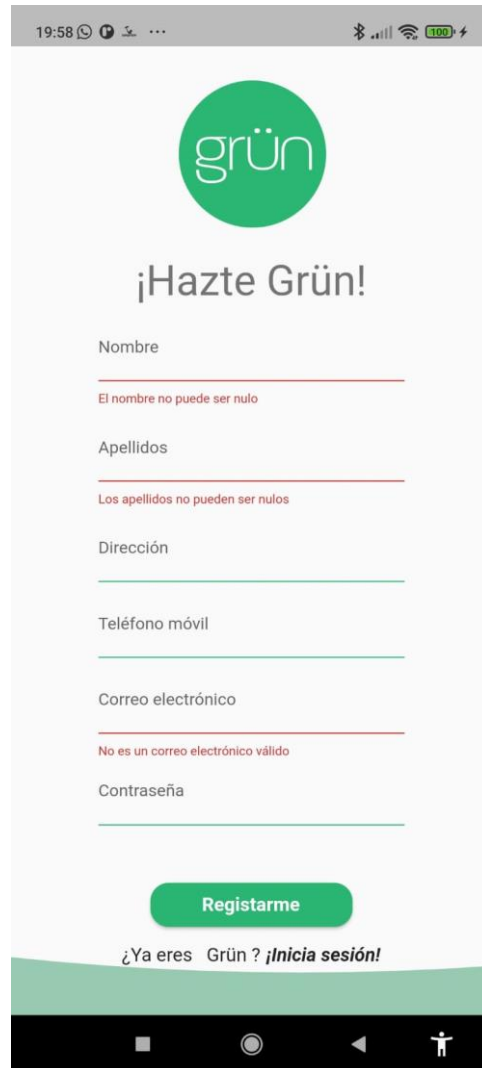 19:58
100
grün
¡Hazte Grün!
Nombre
El nombre no puede ser nulo
Apellidos
Los apellidos no pueden ser nulos
Dirección
Teléfono móvil
Correo electrónico
No es un correo electrónico válido
Contraseña
Registarme
¿Ya eres Grün ? ¡Inicia sesión!